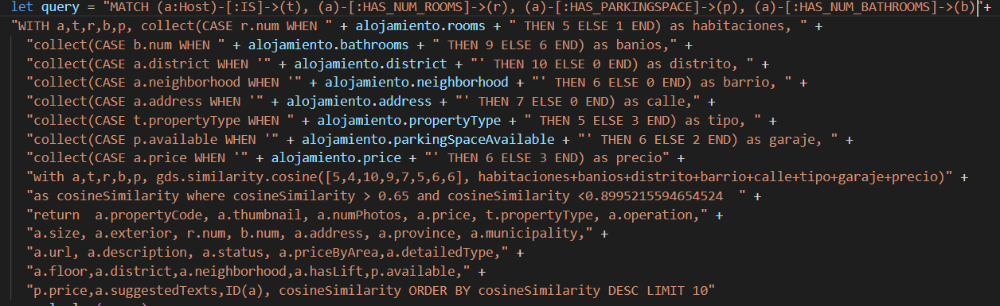 let query = "MATCH (a:Host)-[:IS]->(t), (a)-[:HAS_NUM_ROOMS]->(r), (a)-[:HAS_PARKINGSPACE]->(p), (a)-[:HAS_NUM_BATHROOMS]->(b)"+
"WITH a,t,r,b,p, collect(CASE r.num WHEN " + alojamiento.rooms + " THEN 5 ELSE 1 END) as habitaciones, " +
"collect(CASE b.num WHEN " + alojamiento.bathrooms + " THEN 9 ELSE 6 END) as banios," +
"collect(CASE a.district WHEN '" + alojamiento.district + "' THEN 10 ELSE 0 END) as distrito, " +
"collect(CASE a.neighborhood WHEN '" + alojamiento.neighborhood + "' THEN 6 ELSE 0 END) as barrio, " +
"collect(CASE a.address WHEN '" + alojamiento.address + "' THEN 7 ELSE 0 END) as calle," +
"collect(CASE t.propertyType WHEN " + alojamiento.propertyType + " THEN 5 ELSE 3 END) as tipo, " +
"collect(CASE p.available WHEN '" + alojamiento.parkingSpaceAvailable + "' THEN 6 ELSE 2 END) as garaje, " +
"collect(CASE a.price WHEN '" + alojamiento.price + "' THEN 6 ELSE 3 END) as precio" +
"with a,t,r,b,p, gds.similarity.cosine([5,4,10,9,7,5,6,6], habitaciones+banios+distrito+barrio+calle+tipo+garaje+precio)" +
"as cosineSimilarity where cosineSimilarity > 0.65 and cosineSimilarity <0.8995215594654524  " +
"return  a.propertyCode, a.thumbnail, a.numPhotos, a.price, t.propertyType, a.operation," +
"a.size, a.exterior, r.num, b.num, a.address, a.province, a.municipality," +
"a.url, a.description, a.status, a.priceByArea,a.detailedType," +
"a.floor,a.district,a.neighborhood,a.hasLift,p.available," +
"p.price,a.suggestedTexts,ID(a), cosineSimilarity ORDER BY cosineSimilarity DESC LIMIT 10"